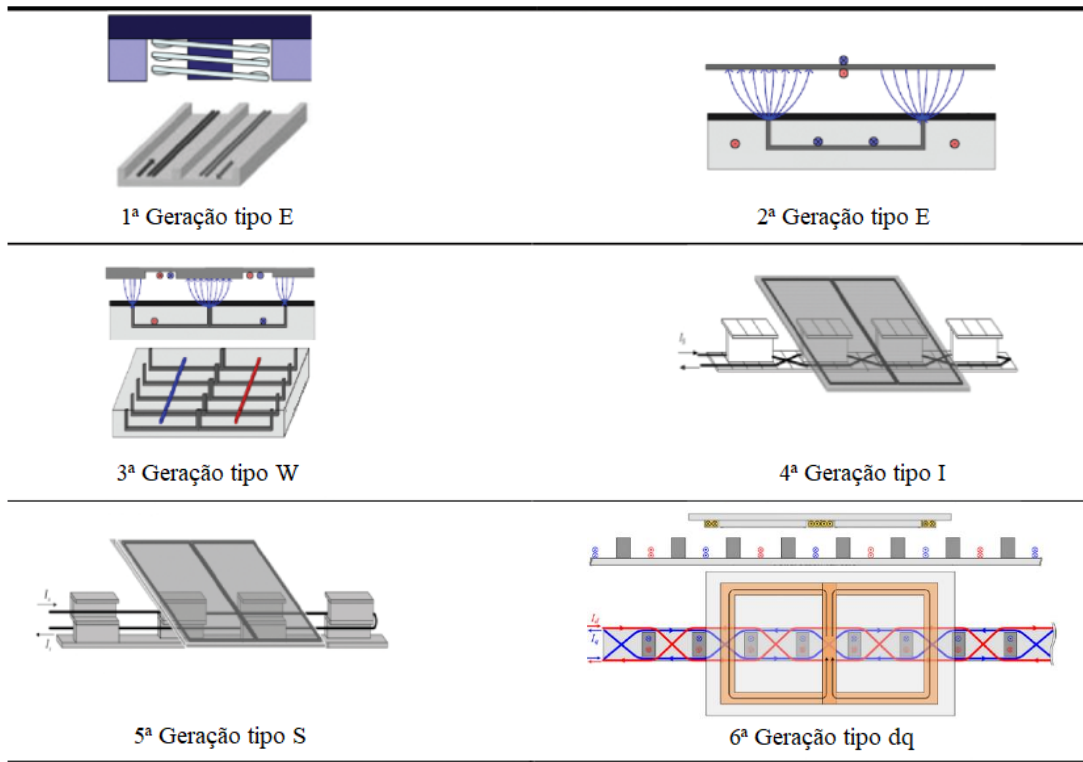 1ª Geração tipo E
2ª Geração tipo E
3ª Geração tipo W
4ª Geração tipo I
5ª Geração tipo S
6ª Geração tipo dq